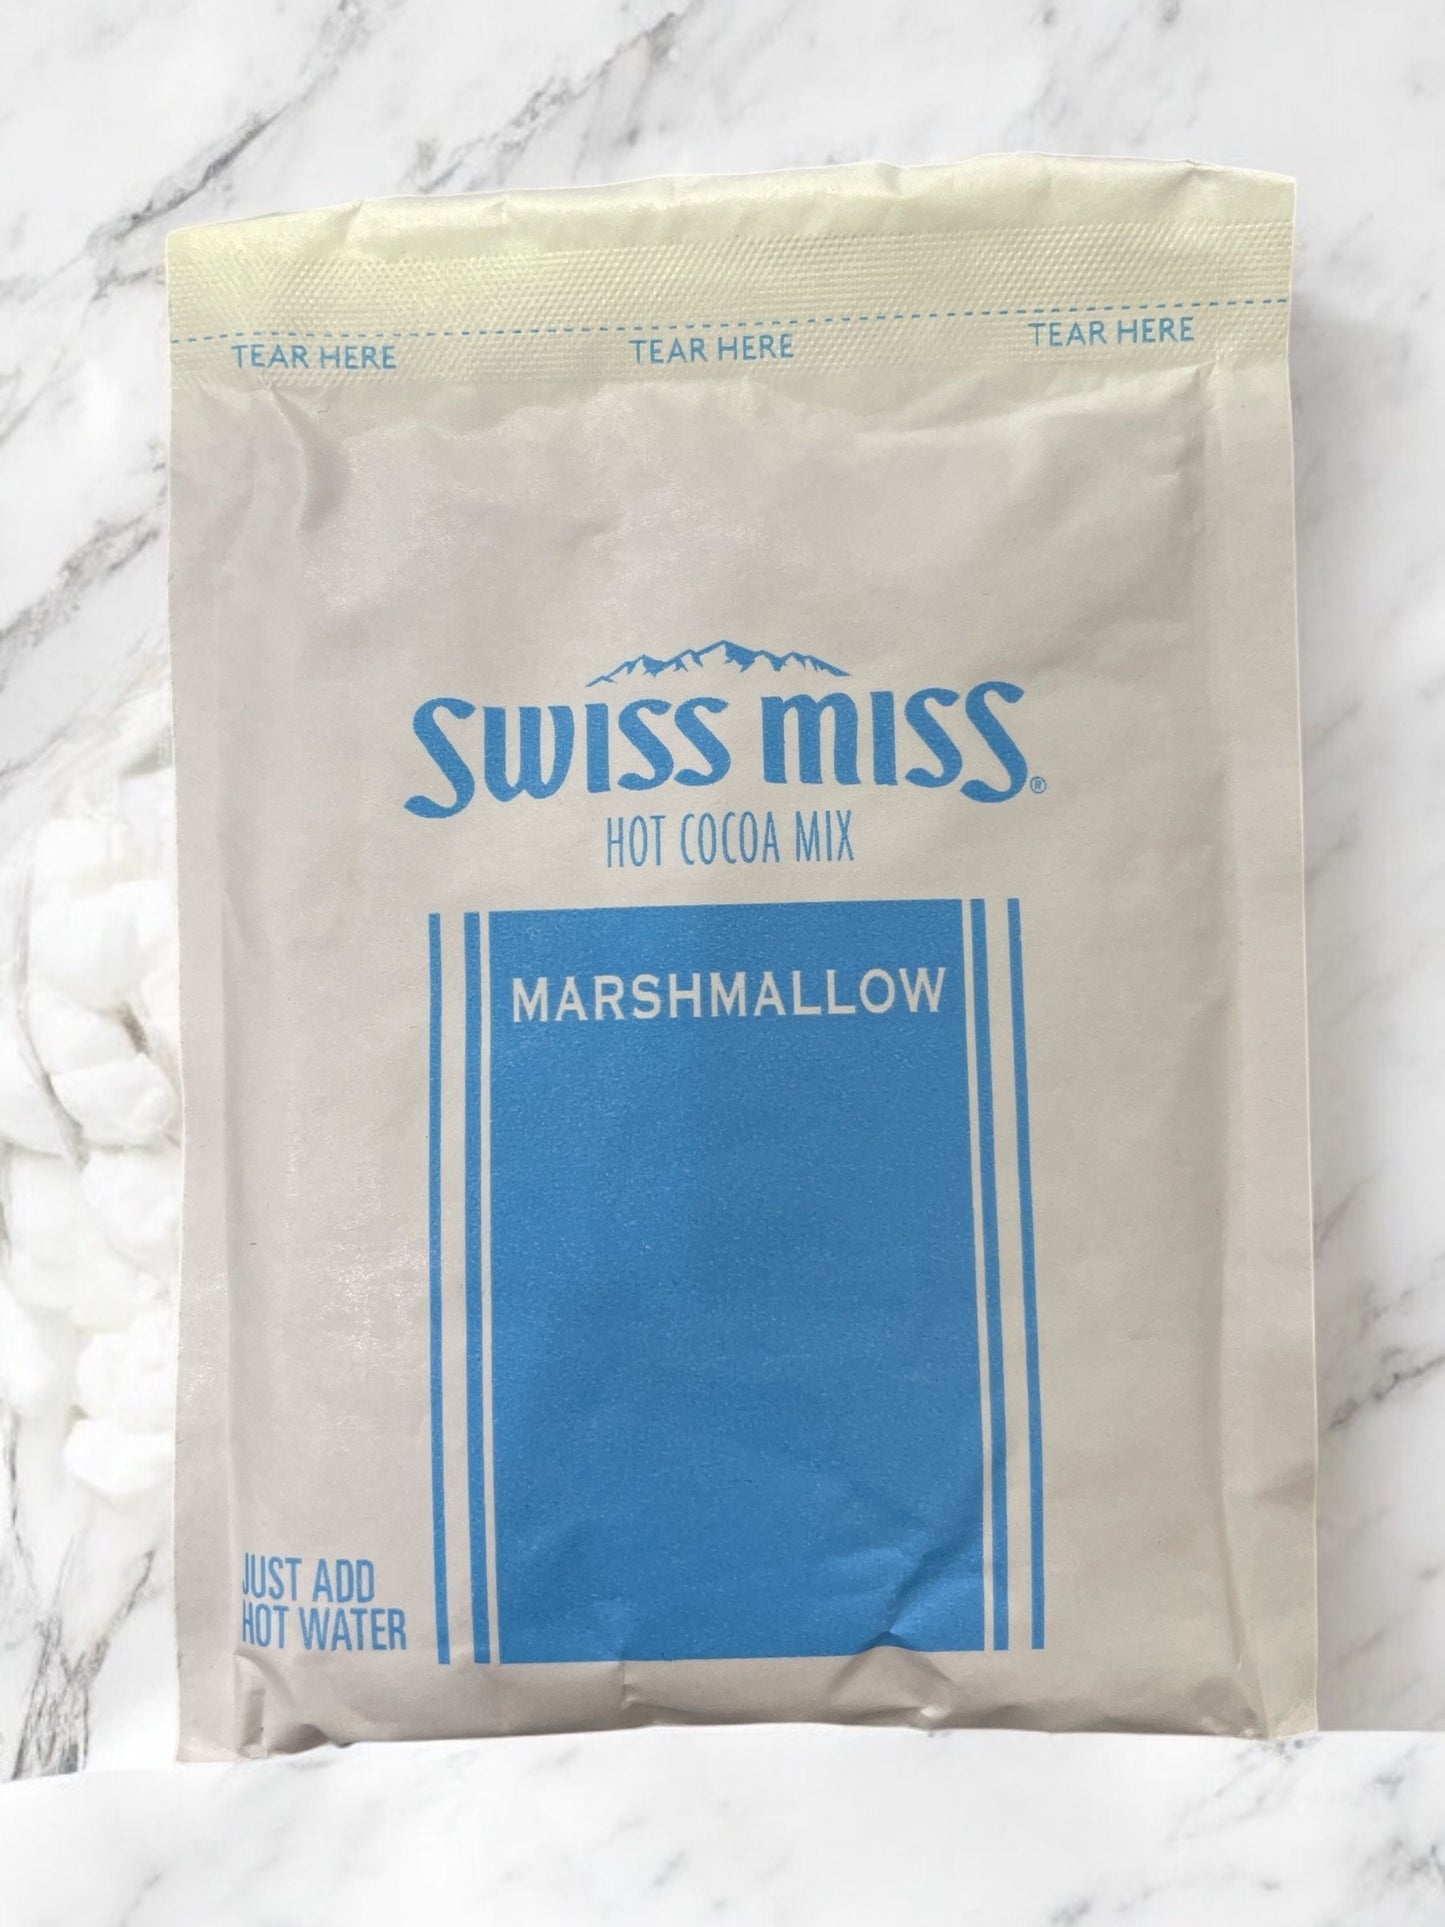 TEAR HERE TEAR HERE TEAR HERE
SWISS MISS®
HOT COCOA MIX
MARSHMALLOW
JUST ADD
HOT WATER